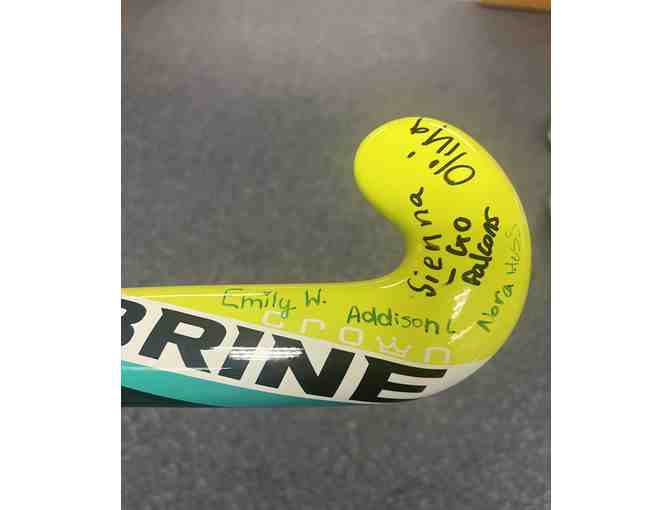 Olivia
Sienna
Go
Falcons
Nora Hess
Emily W.
Addison L
crown
BRINE